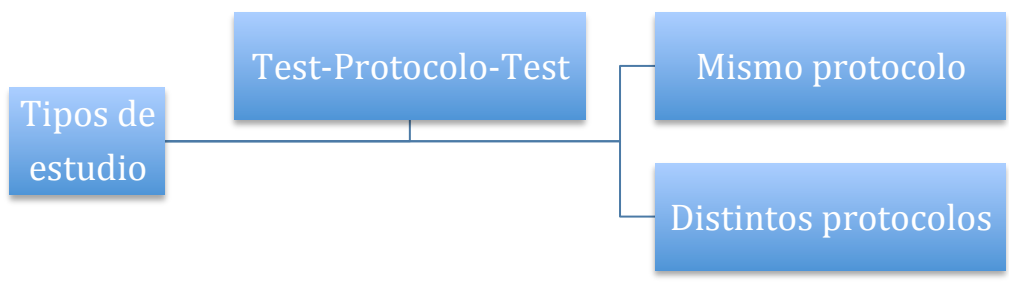 Tipos de
estudio
Test-Protocolo-Test
Mismo protocolo
Distintos protocolos